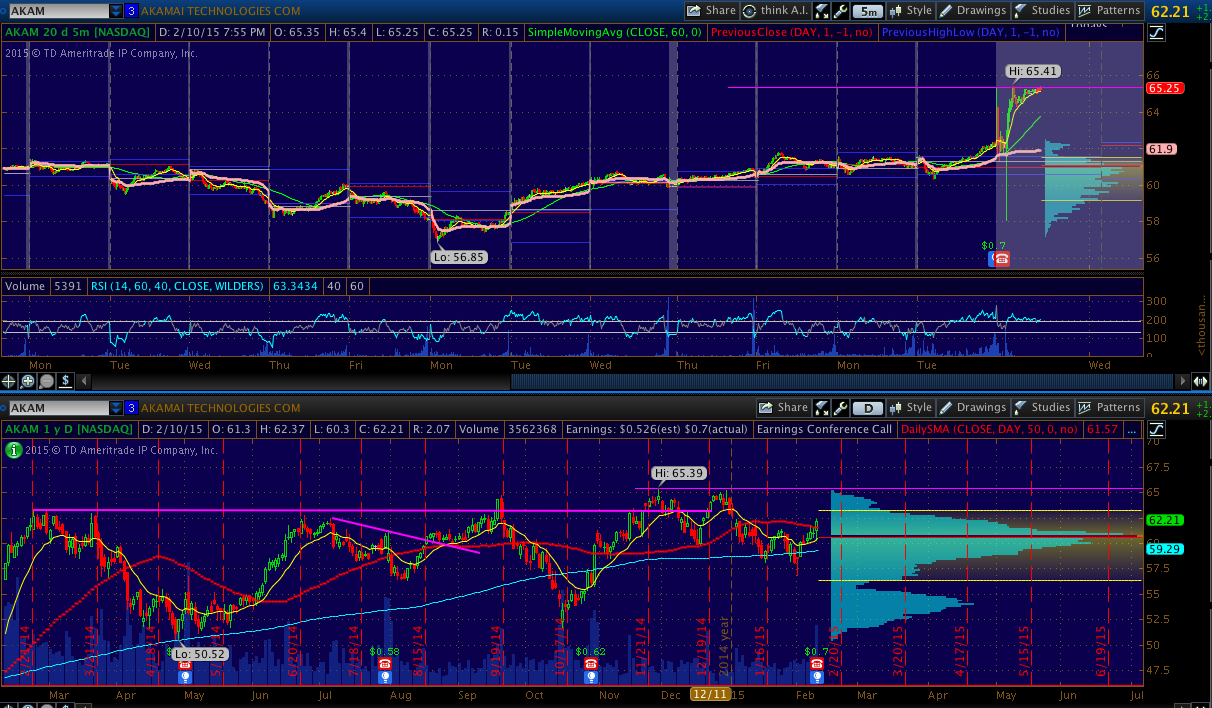 AKAM 3 AKAMAI TECHNOLOGIES COM Share think A.I. 5m Style Drawings Studies Patterns 62.21
AKAM 20 d 5m [NASDAQ] D: 2/10/15 7:55 PM O: 65.35 H: 65.4 L: 65.25 C: 65.25 R: 0.15 SimpleMovingAvg (CLOSE, 60, 0) PreviousClose (DAY, 1, -1, no) PreviousHighLow (DAY, 1, -1, no)
2015 © TD Ameritrade IP Company, Inc.
Hi: 65.41
66
65.25
64
61.9
60
58
Lo: 56.85
$0.7
56
Volume 5391 RSI (14, 60, 40, CLOSE, WILDERS) 63.3434 40 60
300
200
100
0
<thousan...
Mon Tue Wed Thu Fri Mon Tue Wed Thu Fri Mon Tue Wed
$
AKAM 3 AKAMAI TECHNOLOGIES COM Share D Style Drawings Studies Patterns 62.21
AKAM 1 y D [NASDAQ] D: 2/10/15 O: 61.3 H: 62.37 L: 60.3 C: 62.21 R: 2.07 Volume 3562368 Earnings: $0.526(est) $0.7(actual) Earnings Conference Call DailySMA (CLOSE, DAY, 50, 0, no) 61.57 ...
i 2015 © TD Ameritrade IP Company, Inc.
70
67.5
Hi: 65.39
65
62.21
60
59.29
57.5
55
52.5
50
47.5
Lo: 50.52
$0.58
$0.62
$0.7
3/21/14
6/20/14
7/18/14
8/15/14
9/19/14
10/17/14
11/21/14
12/19/14
2014 year
1/16/15
2/20/15
3/20/15
4/17/15
5/15/15
6/19/15
Mar Apr May Jun Jul Aug Sep Oct Nov Dec 12/11 15 Feb Mar Apr May Jun Jul